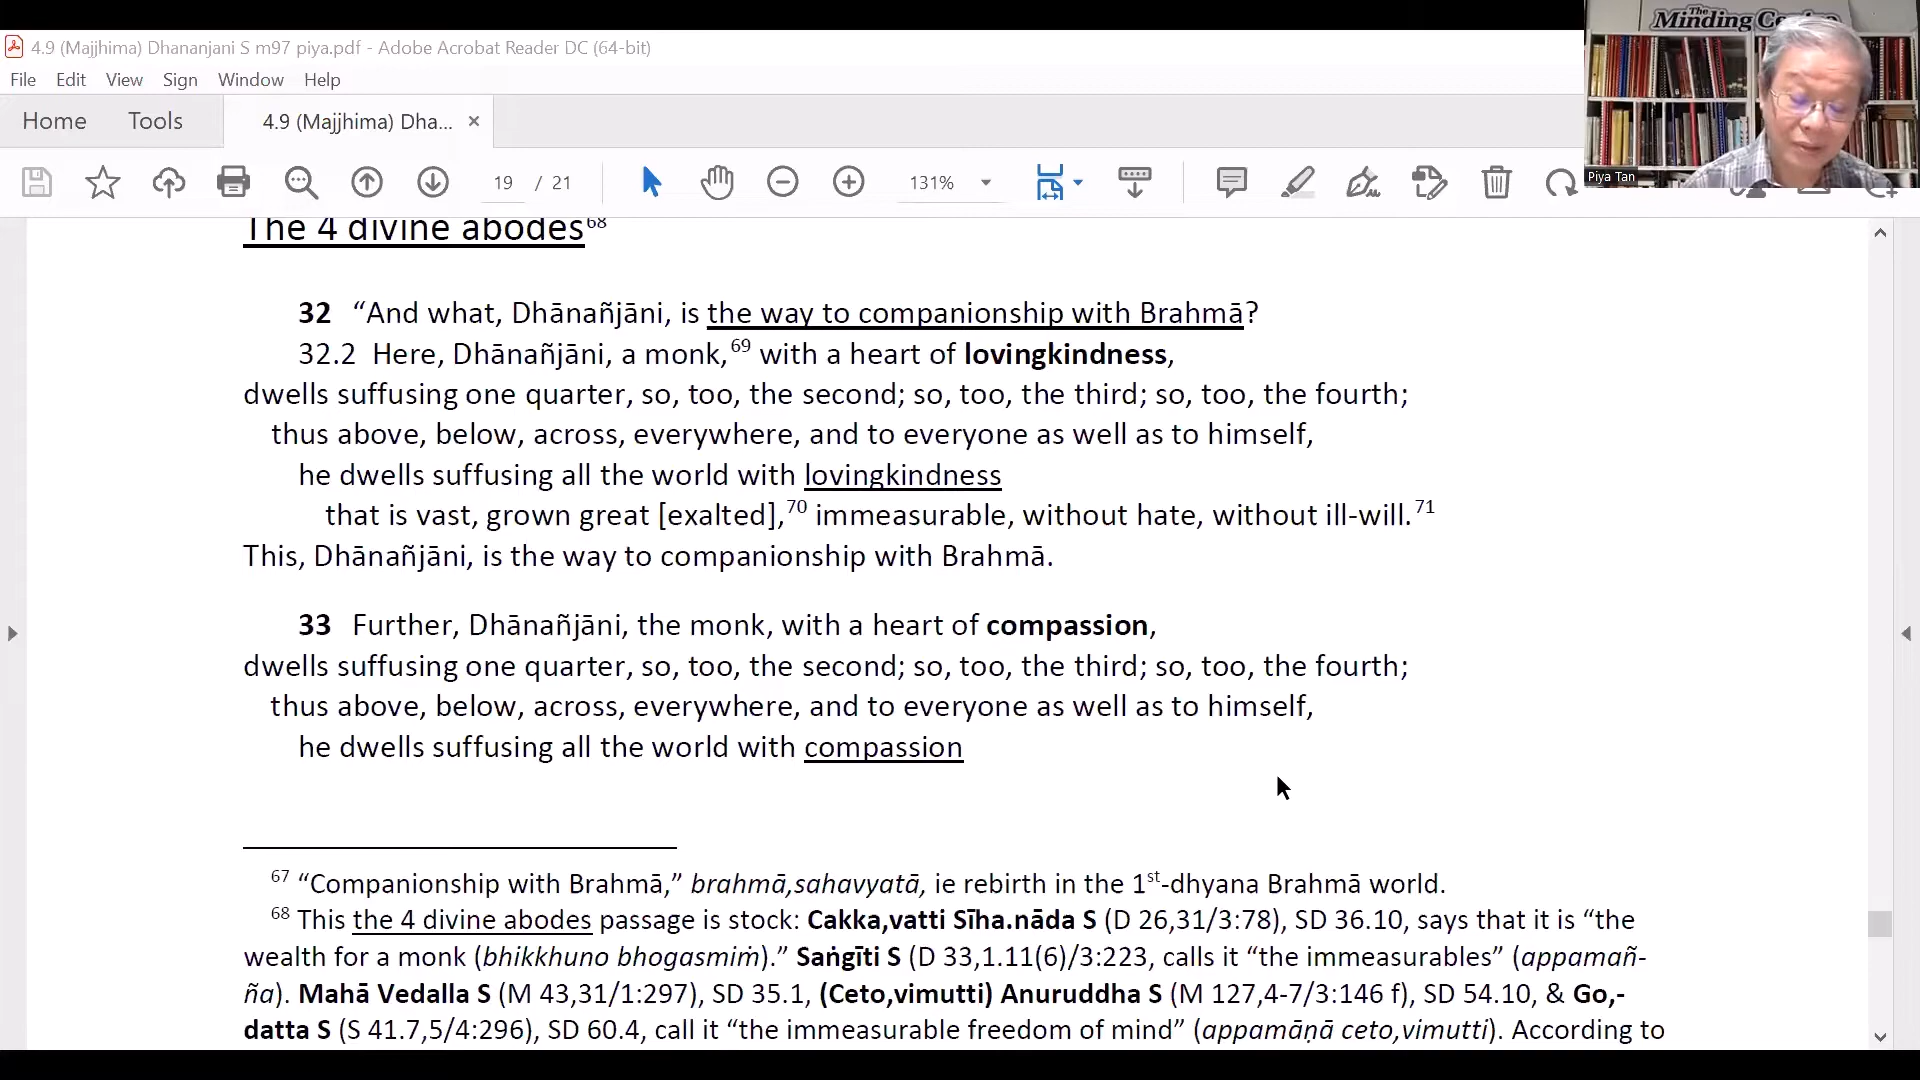 The Minding Centre
4.9 (Majjhima) Dhananjani S m97 piya.pdf - Adobe Acrobat Reader DC (64-bit)
File Edit View Sign Window Help
Home Tools 4.9 (Majjhima) Dha... ×
19 / 21 131%
Piya Tan
The 4 divine abodes68
32 “And what, Dhānañjāni, is the way to companionship with Brahmā?
32.2 Here, Dhānañjāni, a monk,69 with a heart of lovingkindness,
dwells suffusing one quarter, so, too, the second; so, too, the third; so, too, the fourth;
thus above, below, across, everywhere, and to everyone as well as to himself,
he dwells suffusing all the world with lovingkindness
that is vast, grown great [exalted],70 immeasurable, without hate, without ill-will.71
This, Dhānañjāni, is the way to companionship with Brahmā.
33 Further, Dhānañjāni, the monk, with a heart of compassion,
dwells suffusing one quarter, so, too, the second; so, too, the third; so, too, the fourth;
thus above, below, across, everywhere, and to everyone as well as to himself,
he dwells suffusing all the world with compassion
67 “Companionship with Brahmā,” brahmā,sahavyatā, ie rebirth in the 1st-dhyana Brahmā world.
68 This the 4 divine abodes passage is stock: Cakka,vatti Sīha.nāda S (D 26,31/3:78), SD 36.10, says that it is “the
wealth for a monk (bhikkhuno bhogasmiṁ).” Saṅgīti S (D 33,1.11(6)/3:223, calls it “the immeasurables” (appamañ-
ña). Mahā Vedalla S (M 43,31/1:297), SD 35.1, (Ceto,vimutti) Anuruddha S (M 127,4-7/3:146 f), SD 54.10, & Go,-
datta S (S 41.7,5/4:296), SD 60.4, call it “the immeasurable freedom of mind” (appamāṇā ceto,vimutti). According to